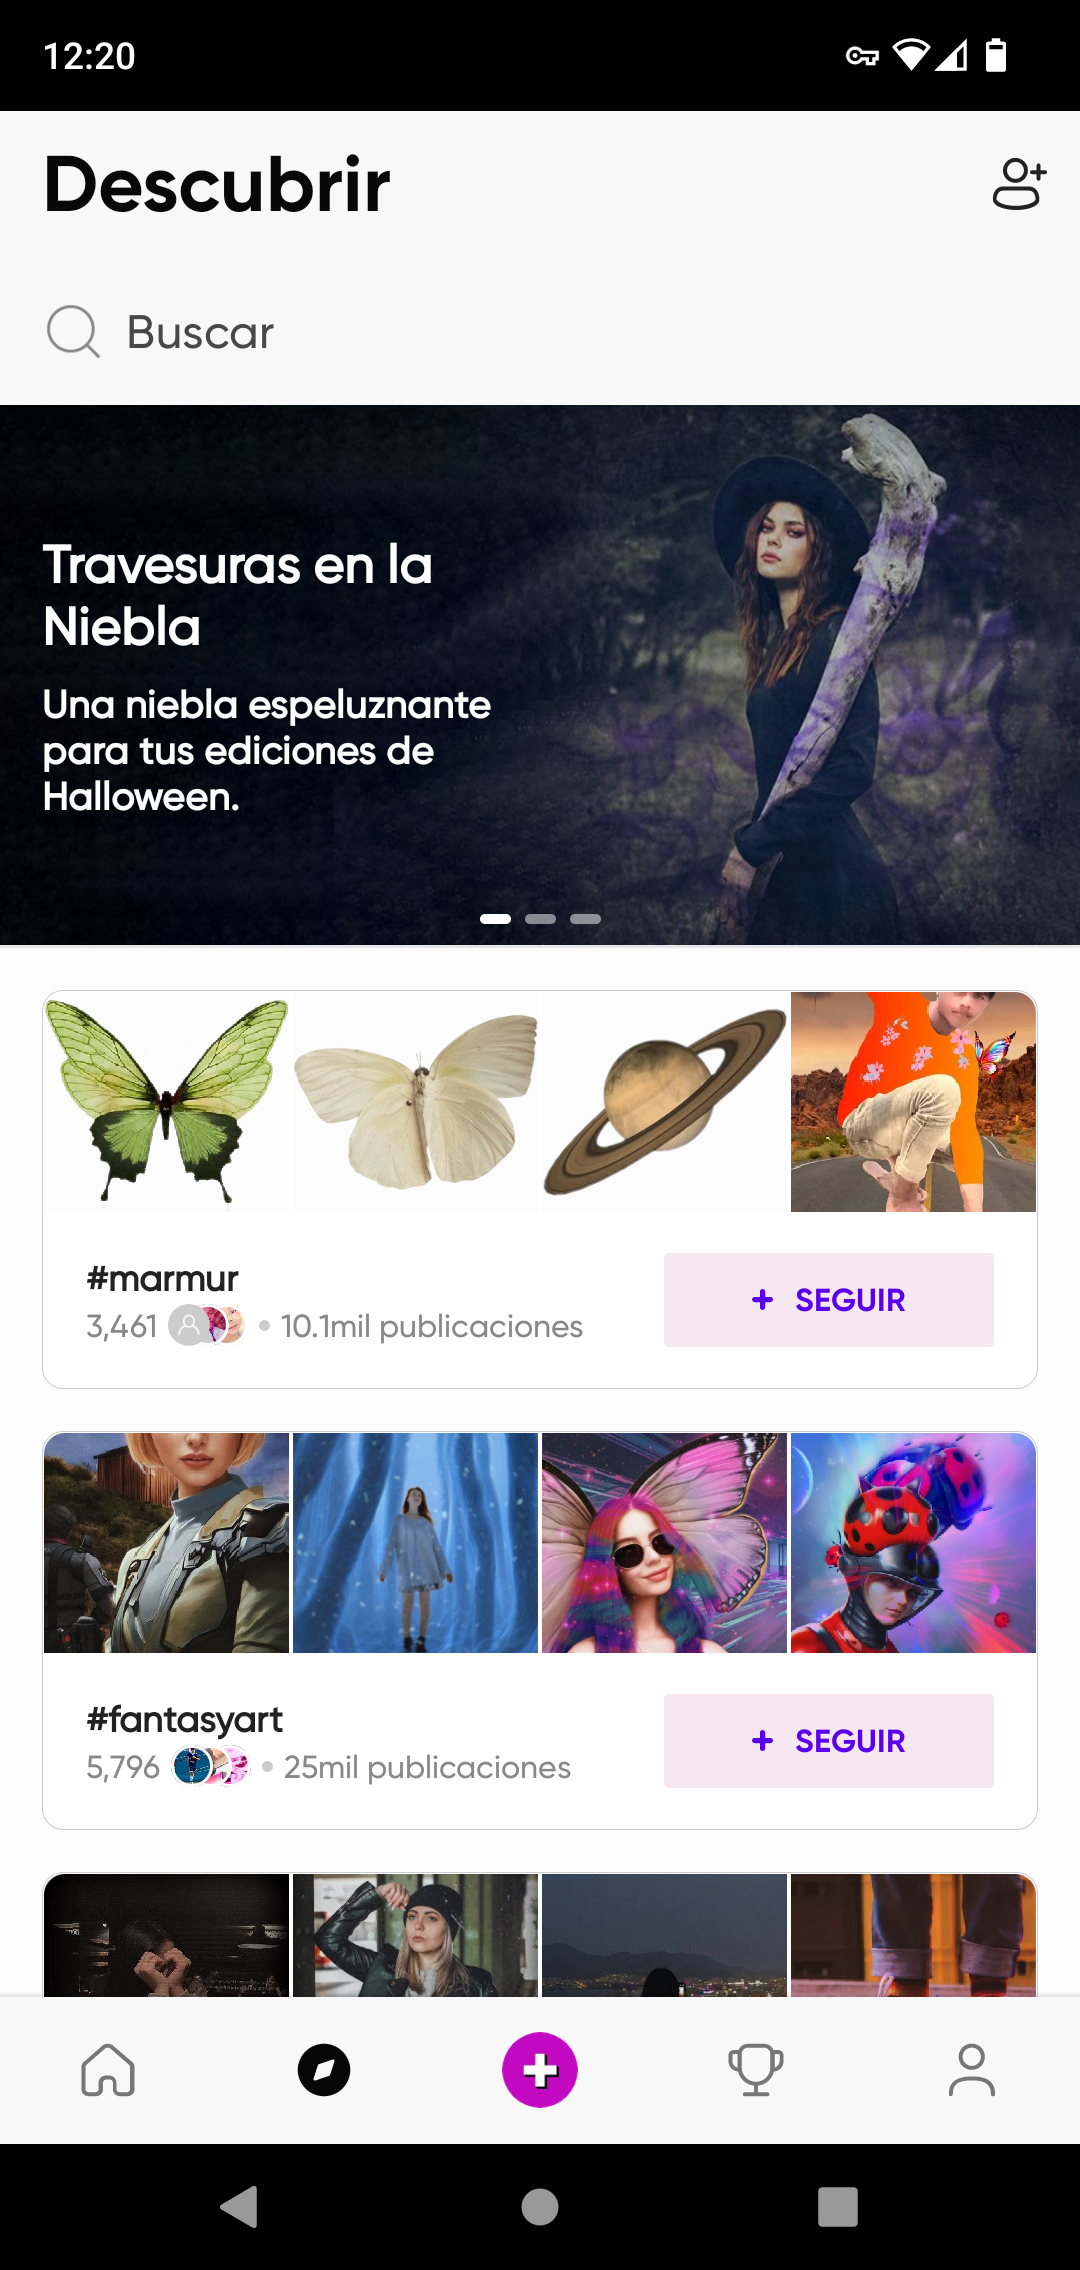 12:20
Descubrir
Buscar
Travesuras en la
Niebla
Una niebla espeluznante
para tus ediciones de
Halloween.
#marmur
3,461 • 10.1mil publicaciones
+ SEGUIR
#fantasyart
5,796 • 25mil publicaciones
+ SEGUIR